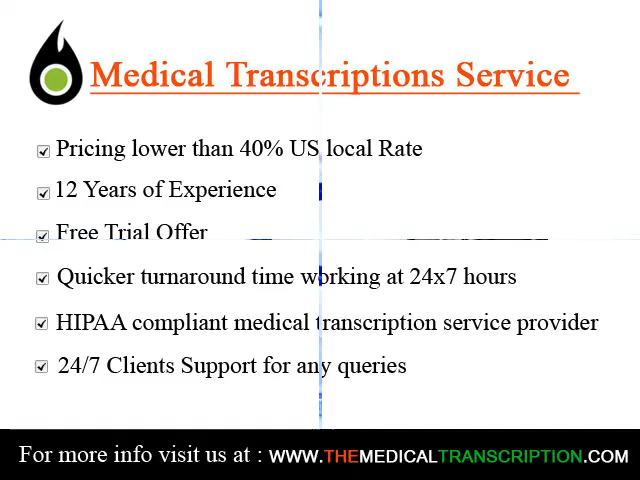 Medical Transcriptions Service
Pricing lower than 40% US local Rate
12 Years of Experience
Free Trial Offer
Quicker turnaround time working at 24x7 hours
HIPAA compliant medical transcription service provider
24/7 Clients Support for any queries
For more info visit us at : WWW.THEMEDICALTRANSCRIPTION.COM